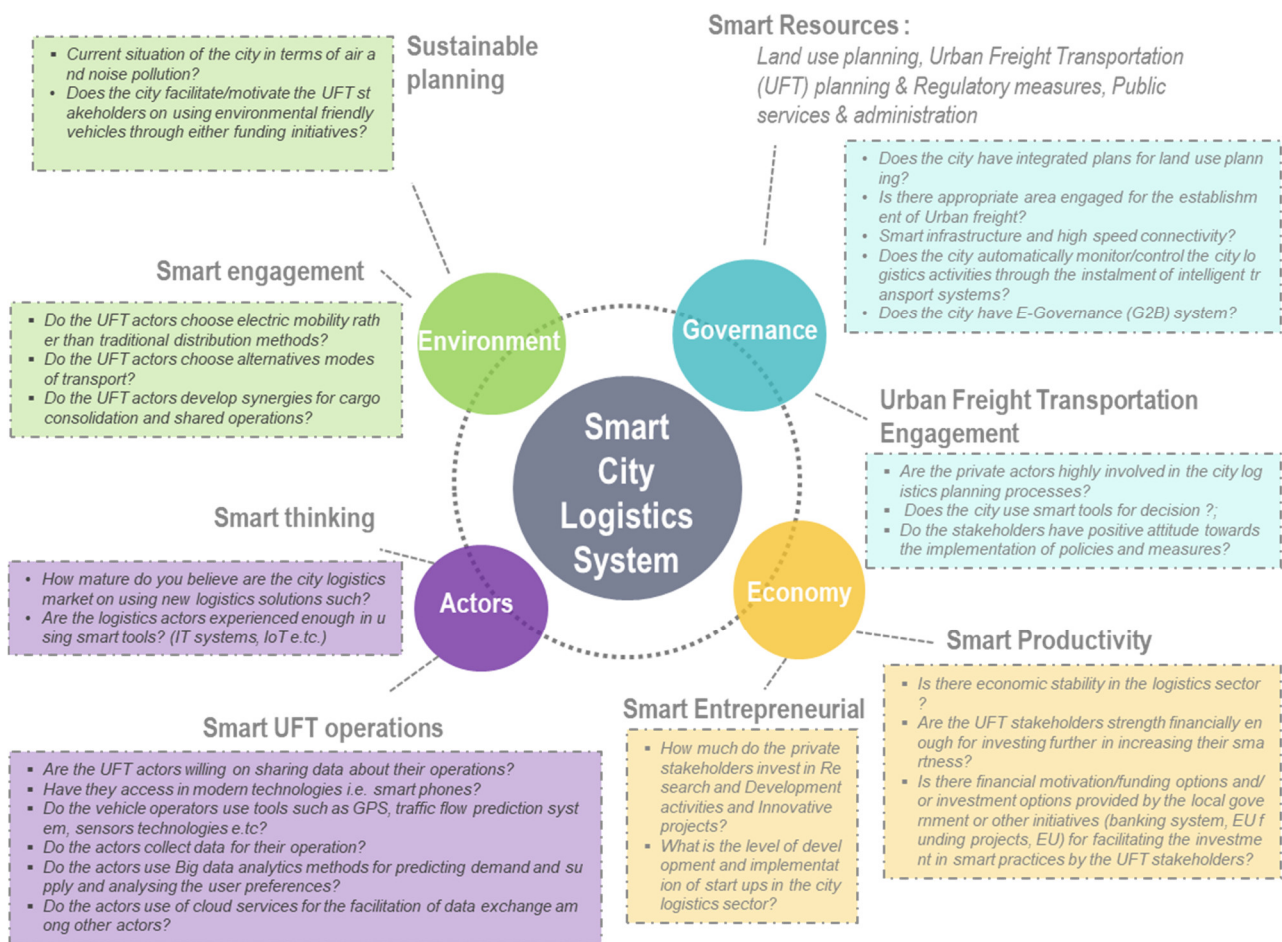 Sustainable
planning
▪ Current situation of the city in terms of air a
nd noise pollution?
• Does the city facilitate/motivate the UFT st
akeholders on using environmental friendly
vehicles through either funding initiatives?
Smart Resources :
Land use planning, Urban Freight Transportation
(UFT) planning & Regulatory measures, Public
services & administration
• Does the city have integrated plans for land use plann
ing?
• Is there appropriate area engaged for the establishm
ent of Urban freight?
• Smart infrastructure and high speed connectivity?
• Does the city automatically monitor/control the city lo
gistics activities through the instalment of intelligent tr
ansport systems?
• Does the city have E-Governance (G2B) system?
Smart engagement
▪ Do the UFT actors choose electric mobility rath
er than traditional distribution methods?
▪ Do the UFT actors choose alternatives modes
of transport?
▪ Do the UFT actors develop synergies for cargo
consolidation and shared operations?
Environment
Governance
Smart
City
Logistics
System
Actors
Economy
Urban Freight Transportation
Engagement
▪ Are the private actors highly involved in the city log
istics planning processes?
▪ Does the city use smart tools for decision ?;
▪ Do the stakeholders have positive attitude towards
the implementation of policies and measures?
Smart thinking
• How mature do you believe are the city logistics
market on using new logistics solutions such?
• Are the logistics actors experienced enough in u
sing smart tools? (IT systems, IoT e.tc.)
Smart UFT operations
▪ Are the UFT actors willing on sharing data about their operations?
▪ Have they access in modern technologies i.e. smart phones?
▪ Do the vehicle operators use tools such as GPS, traffic flow prediction syst
em, sensors technologies e.tc?
▪ Do the actors collect data for their operation?
▪ Do the actors use Big data analytics methods for predicting demand and su
pply and analysing the user preferences?
▪ Do the actors use of cloud services for the facilitation of data exchange am
ong other actors?
Smart Entrepreneurial
▪ How much do the private
stakeholders invest in Re
search and Development
activities and Innovative
projects?
▪ What is the level of devel
opment and implementat
ion of start ups in the city
logistics sector?
Smart Productivity
▪ Is there economic stability in the logistics sector
?
▪ Are the UFT stakeholders strength financially en
ough for investing further in increasing their sma
rtness?
▪ Is there financial motivation/funding options and/
or investment options provided by the local gove
rnment or other initiatives (banking system, EU f
unding projects, EU) for facilitating the investme
nt in smart practices by the UFT stakeholders?